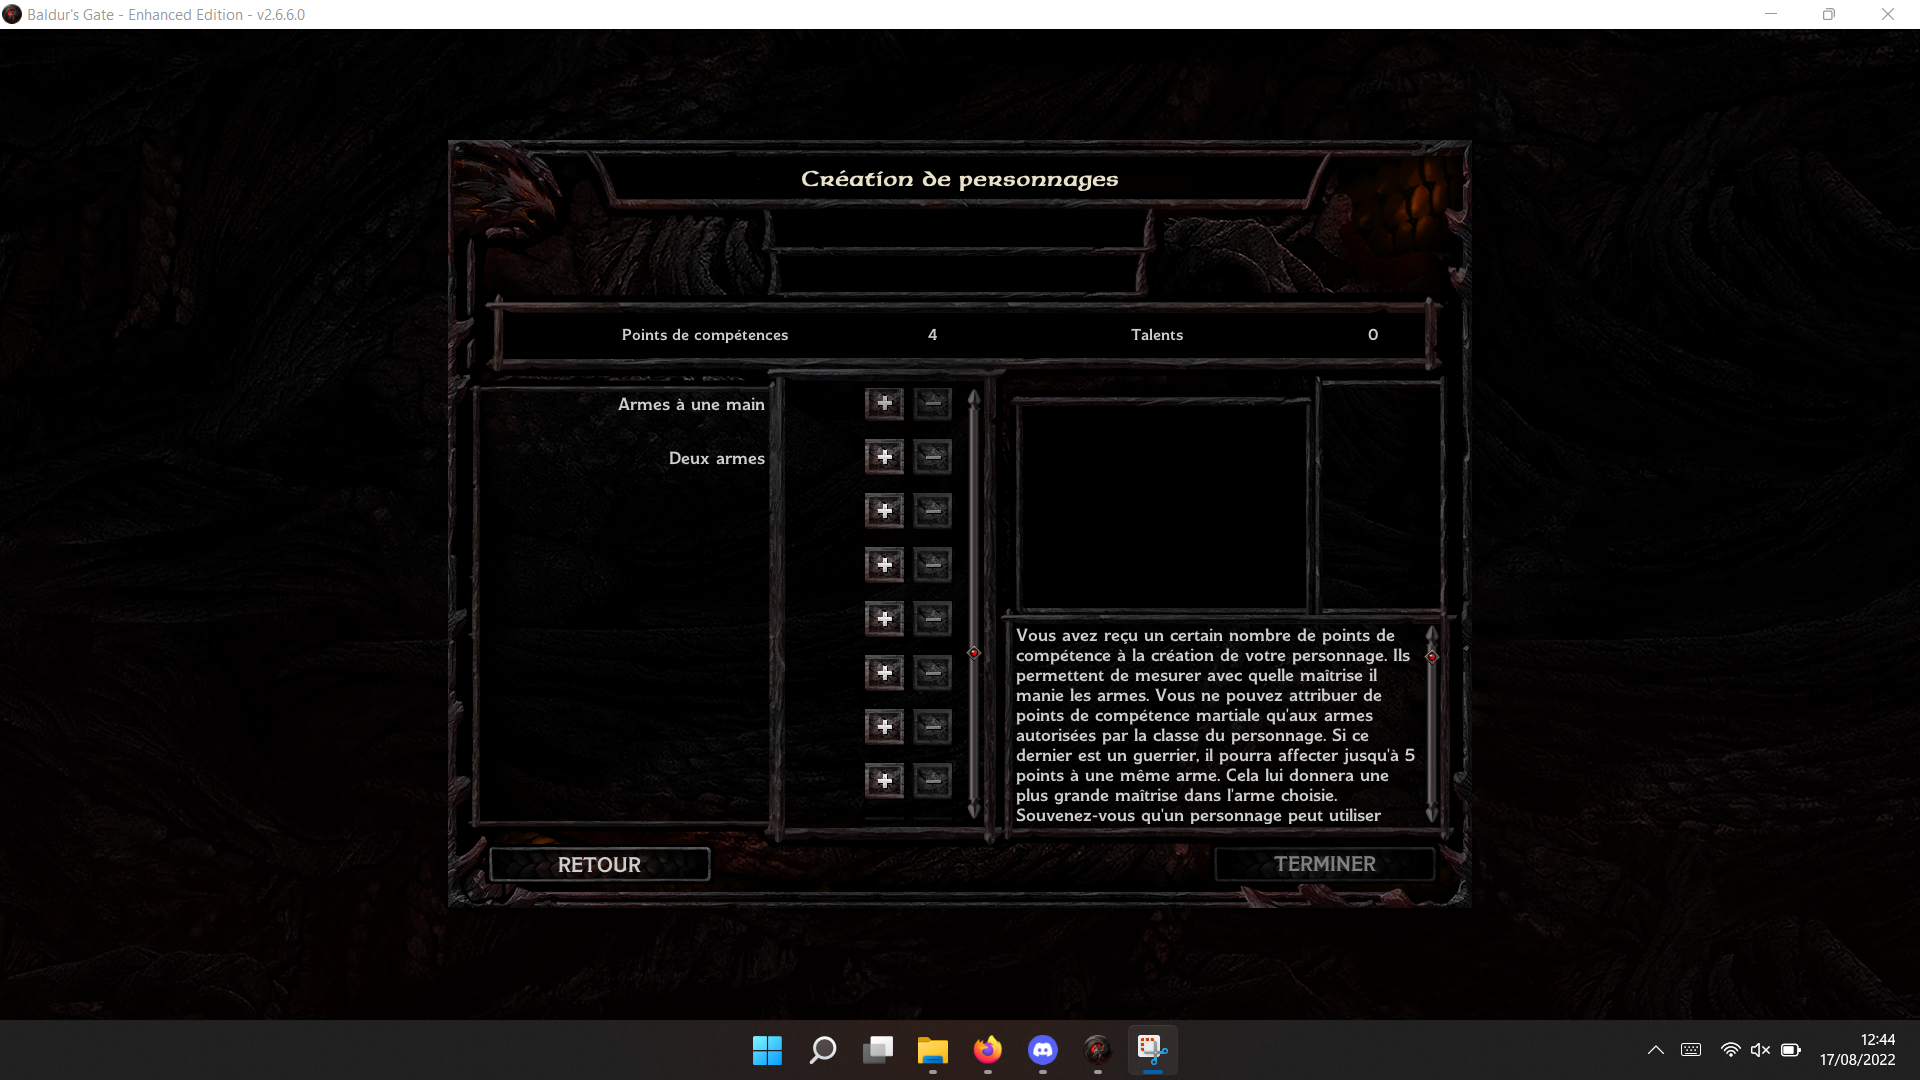 Baldur's Gate - Enhanced Edition - v2.6.6.0
Création de personnages
Points de compétences 4 Talents 0
Armes à une main
Deux armes
Vous avez reçu un certain nombre de points de
compétence à la création de votre personnage. Ils
permettent de mesurer avec quelle maîtrise il
manie les armes. Vous ne pouvez attribuer de
points de compétence martiale qu'aux armes
autorisées par la classe du personnage. Si ce
dernier est un guerrier, il pourra affecter jusqu'à 5
points à une même arme. Cela lui donnera une
plus grande maîtrise dans l'arme choisie.
Souvenez-vous qu'un personnage peut utiliser
RETOUR
TERMINER
12:44
17/08/2022